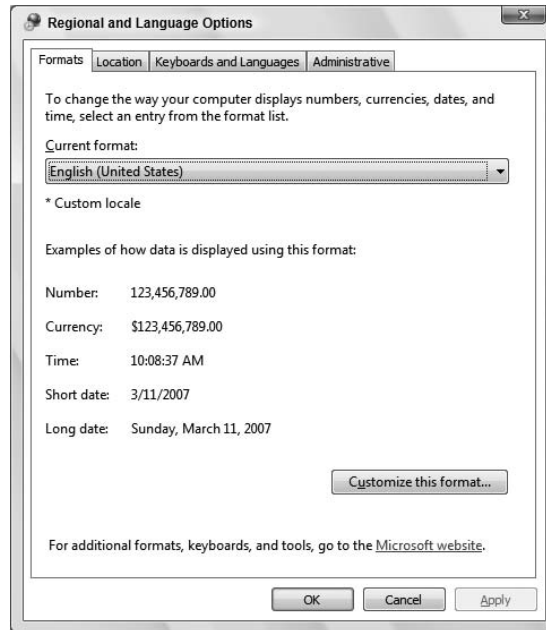 Regional and Language Options
Formats Location Keyboards and Languages Administrative
To change the way your computer displays numbers, currencies, dates, and
time, select an entry from the format list.
Current format:
English (United States)
* Custom locale
Examples of how data is displayed using this format:
Number: 123,456,789.00
Currency: $123,456,789.00
Time: 10:08:37 AM
Short date: 3/11/2007
Long date: Sunday, March 11, 2007
Customize this format...
For additional formats, keyboards, and tools, go to the Microsoft website.
OK Cancel Apply